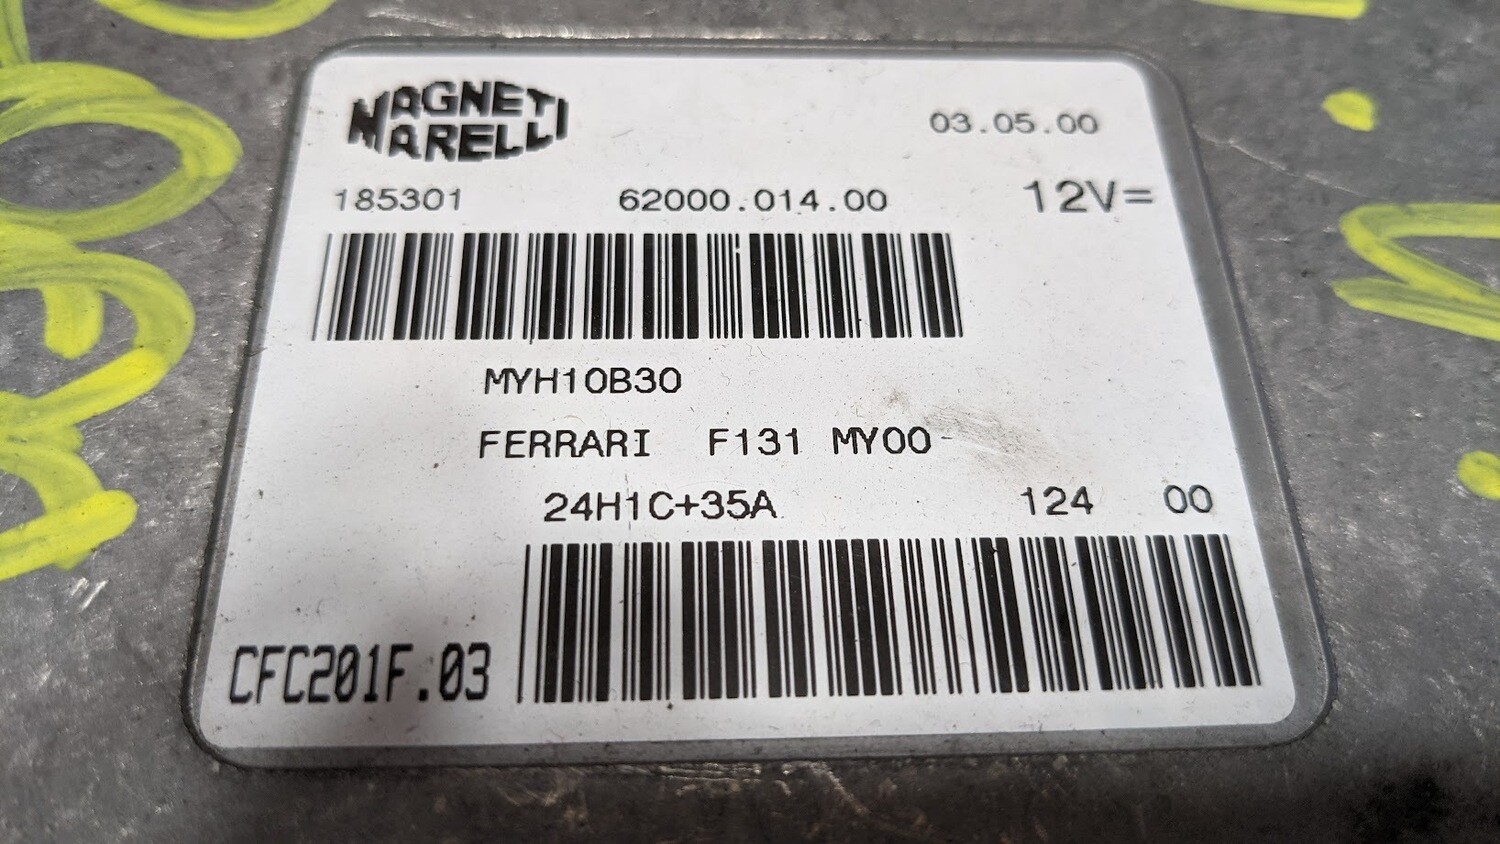 MAGNETI
MARELLI
03.05.00
185301 62000.014.00 12V=
MYH10B30
FERRARI F131 MY00
24H1C+35A 124 00
CFC201F.03